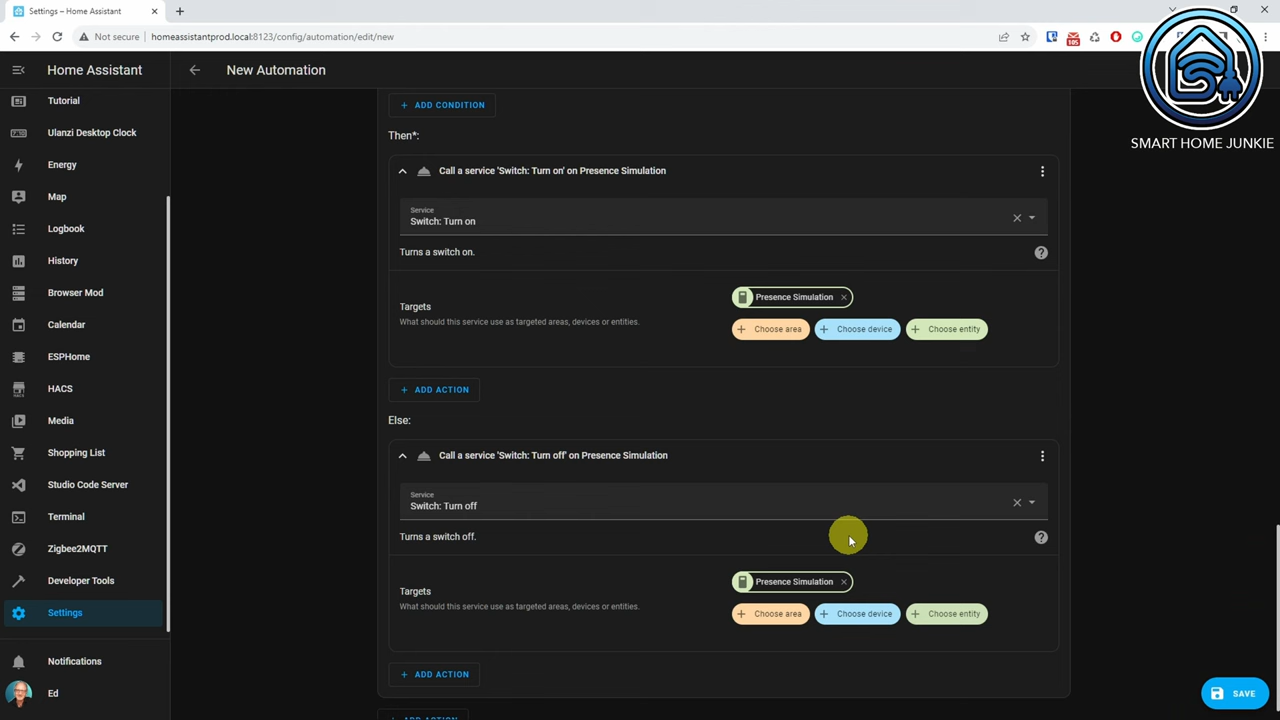 Settings – Home Assistant
Not secure
homeassistantprod.local:8123/config/automation/edit/new
105
Home Assistant
New Automation
SMART HOME JUNKIE
Tutorial
Ulanzi Desktop Clock
Energy
Map
Logbook
History
Browser Mod
Calendar
ESPHome
HACS
Media
Shopping List
Studio Code Server
Terminal
Zigbee2MQTT
Developer Tools
Settings
Notifications
Ed
+ ADD CONDITION
Then*:
Call a service 'Switch: Turn on' on Presence Simulation
Service
Switch: Turn on
Turns a switch on.
Targets
What should this service use as targeted areas, devices or entities.
Presence Simulation
+ Choose area + Choose device + Choose entity
+ ADD ACTION
Else:
Call a service 'Switch: Turn off' on Presence Simulation
Service
Switch: Turn off
Turns a switch off.
Targets
What should this service use as targeted areas, devices or entities.
Presence Simulation
+ Choose area + Choose device + Choose entity
+ ADD ACTION
+ ADD ACTION
SAVE